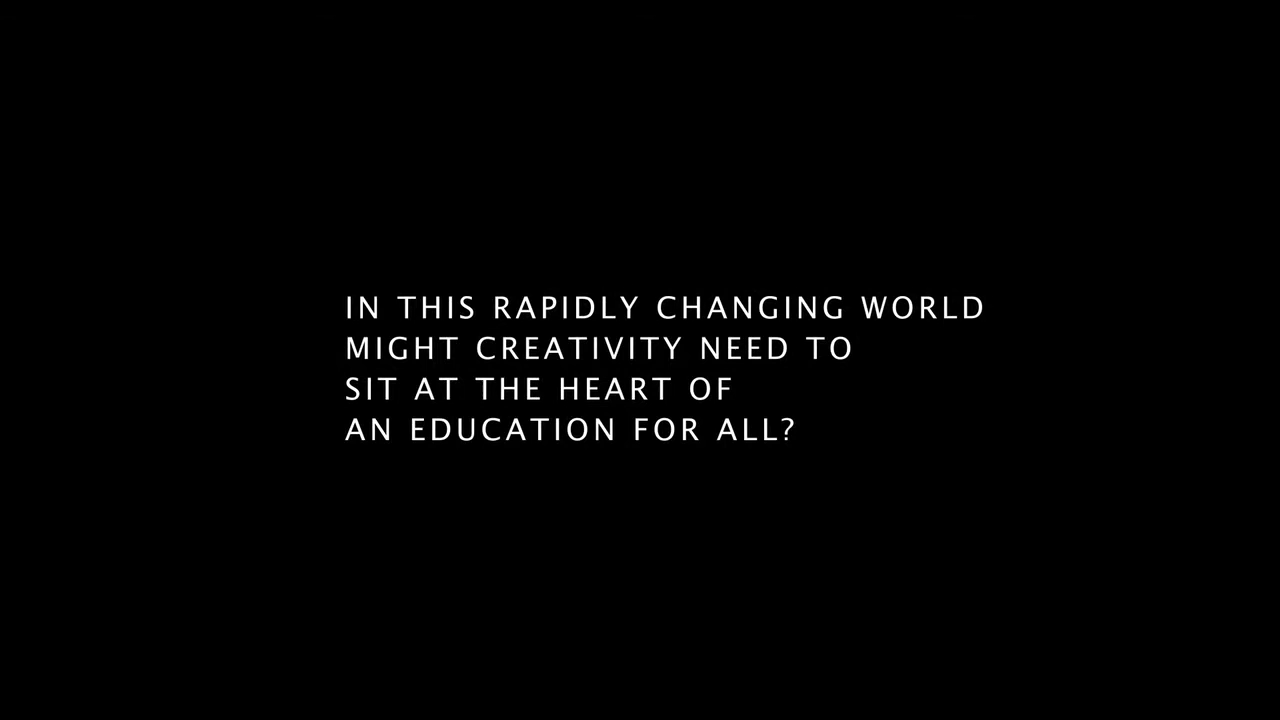 IN THIS RAPIDLY CHANGING WORLD
MIGHT CREATIVITY NEED TO
SIT AT THE HEART OF
AN EDUCATION FOR ALL?